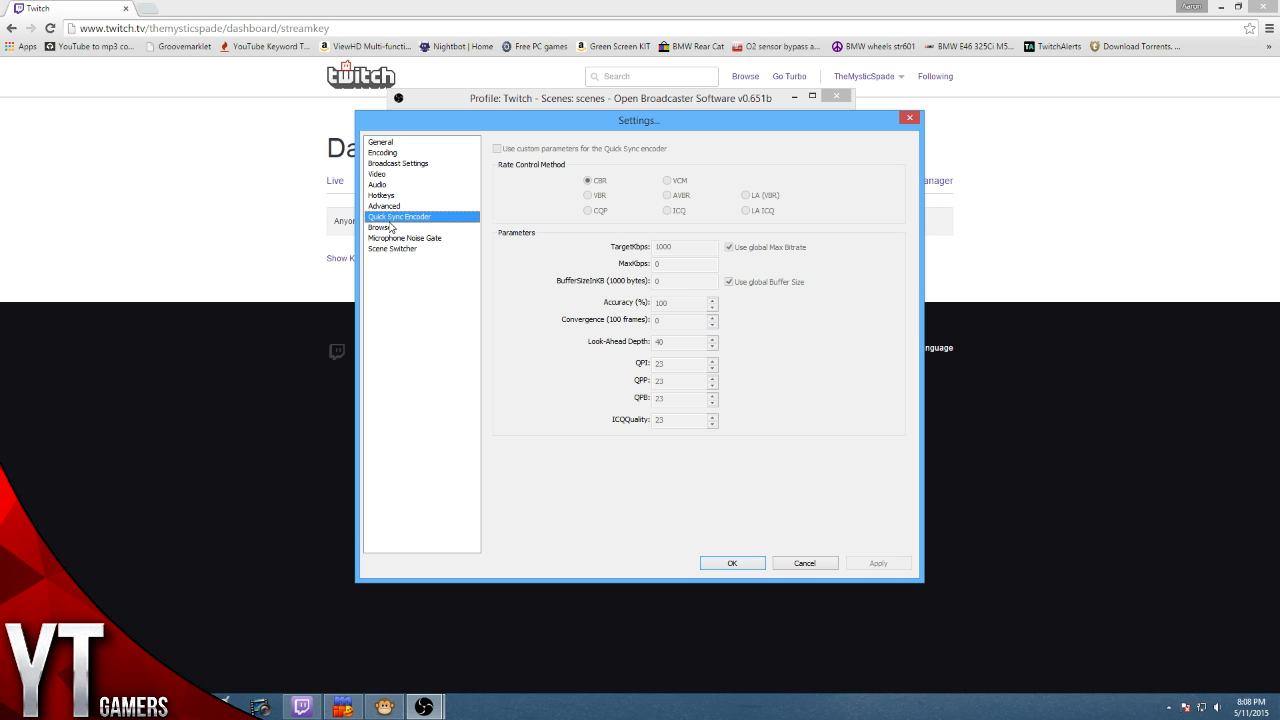 Twitch
Aaron
www.twitch.tv/themysticspade/dashboard/streamkey
Apps YouTube to mp3 co... Groovemarklet YouTube Keyword T... ViewHD Multi-functi... Nightbot | Home Free PC games Green Screen KIT BMW Rear Cat O2 sensor bypass a... BMW wheels str601 BMW E46 325Ci M5... TwitchAlerts Download Torrents, ... »
twitch Search Browse Go Turbo TheMysticSpade Following
Profile: Twitch - Scenes: scenes - Open Broadcaster Software v0.651b
Settings...
Da
Live
Anyor
Show K
anager
nguage
General
Encoding
Broadcast Settings
Video
Audio
Hotkeys
Advanced
Quick Sync Encoder
Browse
Microphone Noise Gate
Scene Switcher
Use custom parameters for the Quick Sync encoder
Rate Control Method
CBR VCM
VBR AVBR LA (VBR)
CQP ICQ LA ICQ
Parameters
TargetKbps: 1000 Use global Max Bitrate
MaxKbps: 0
BufferSizeInKB (1000 bytes): 0 Use global Buffer Size
Accuracy (%): 100
Convergence (100 frames): 0
Look-Ahead Depth: 40
QPI: 23
QPP: 23
QPB: 23
ICQQuality: 23
OK Cancel Apply
YT
GAMERS
8:08 PM
5/11/2015